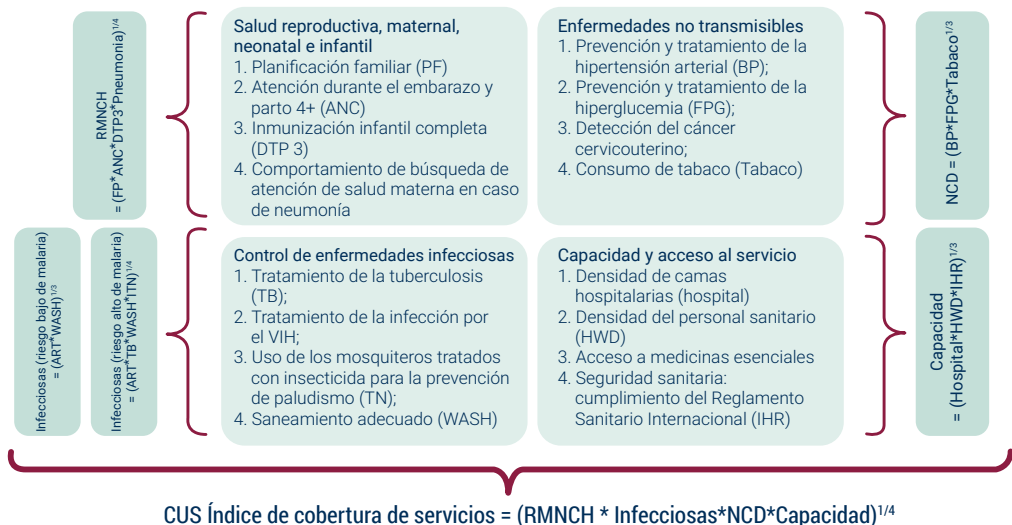 RMNCH
= (FP*ANC*DTP3*Pneumonia)1/4
Salud reproductiva, maternal,
neonatal e infantil
1. Planificación familiar (PF)
2. Atención durante el embarazo y
parto 4+ (ANC)
3. Inmunización infantil completa
(DTP 3)
4. Comportamiento de búsqueda de
atención de salud materna en caso
de neumonía
Enfermedades no transmisibles
1. Prevención y tratamiento de la
hipertensión arterial (BP);
2. Prevención y tratamiento de la
hiperglucemia (FPG);
3. Detección del cáncer
cervicouterino;
4. Consumo de tabaco (Tabaco)
NCD = (BP*FPG*Tabaco1/3
Infecciosas (riesgo bajo de malaria)
= (ART*WASH)1/3
Infecciosas (riesgo alto de malaria)
= (ART*TB*WASH*ITN)1/4
Control de enfermedades infecciosas
1. Tratamiento de la tuberculosis
(TB);
2. Tratamiento de la infección por
el VIH;
3. Uso de los mosquiteros tratados
con insecticida para la prevención
de paludismo (TN);
4. Saneamiento adecuado (WASH)
Capacidad y acceso al servicio
1. Densidad de camas
hospitalarias (hospital)
2. Densidad del personal sanitario
(HWD)
3. Acceso a medicinas esenciales
4. Seguridad sanitaria:
cumplimiento del Reglamento
Sanitario Internacional (IHR)
Capacidad
= (Hospital*HWD*IHR)1/3
CUS Índice de cobertura de servicios = (RMNCH * Infecciosas*NCD*Capacidad)1/4